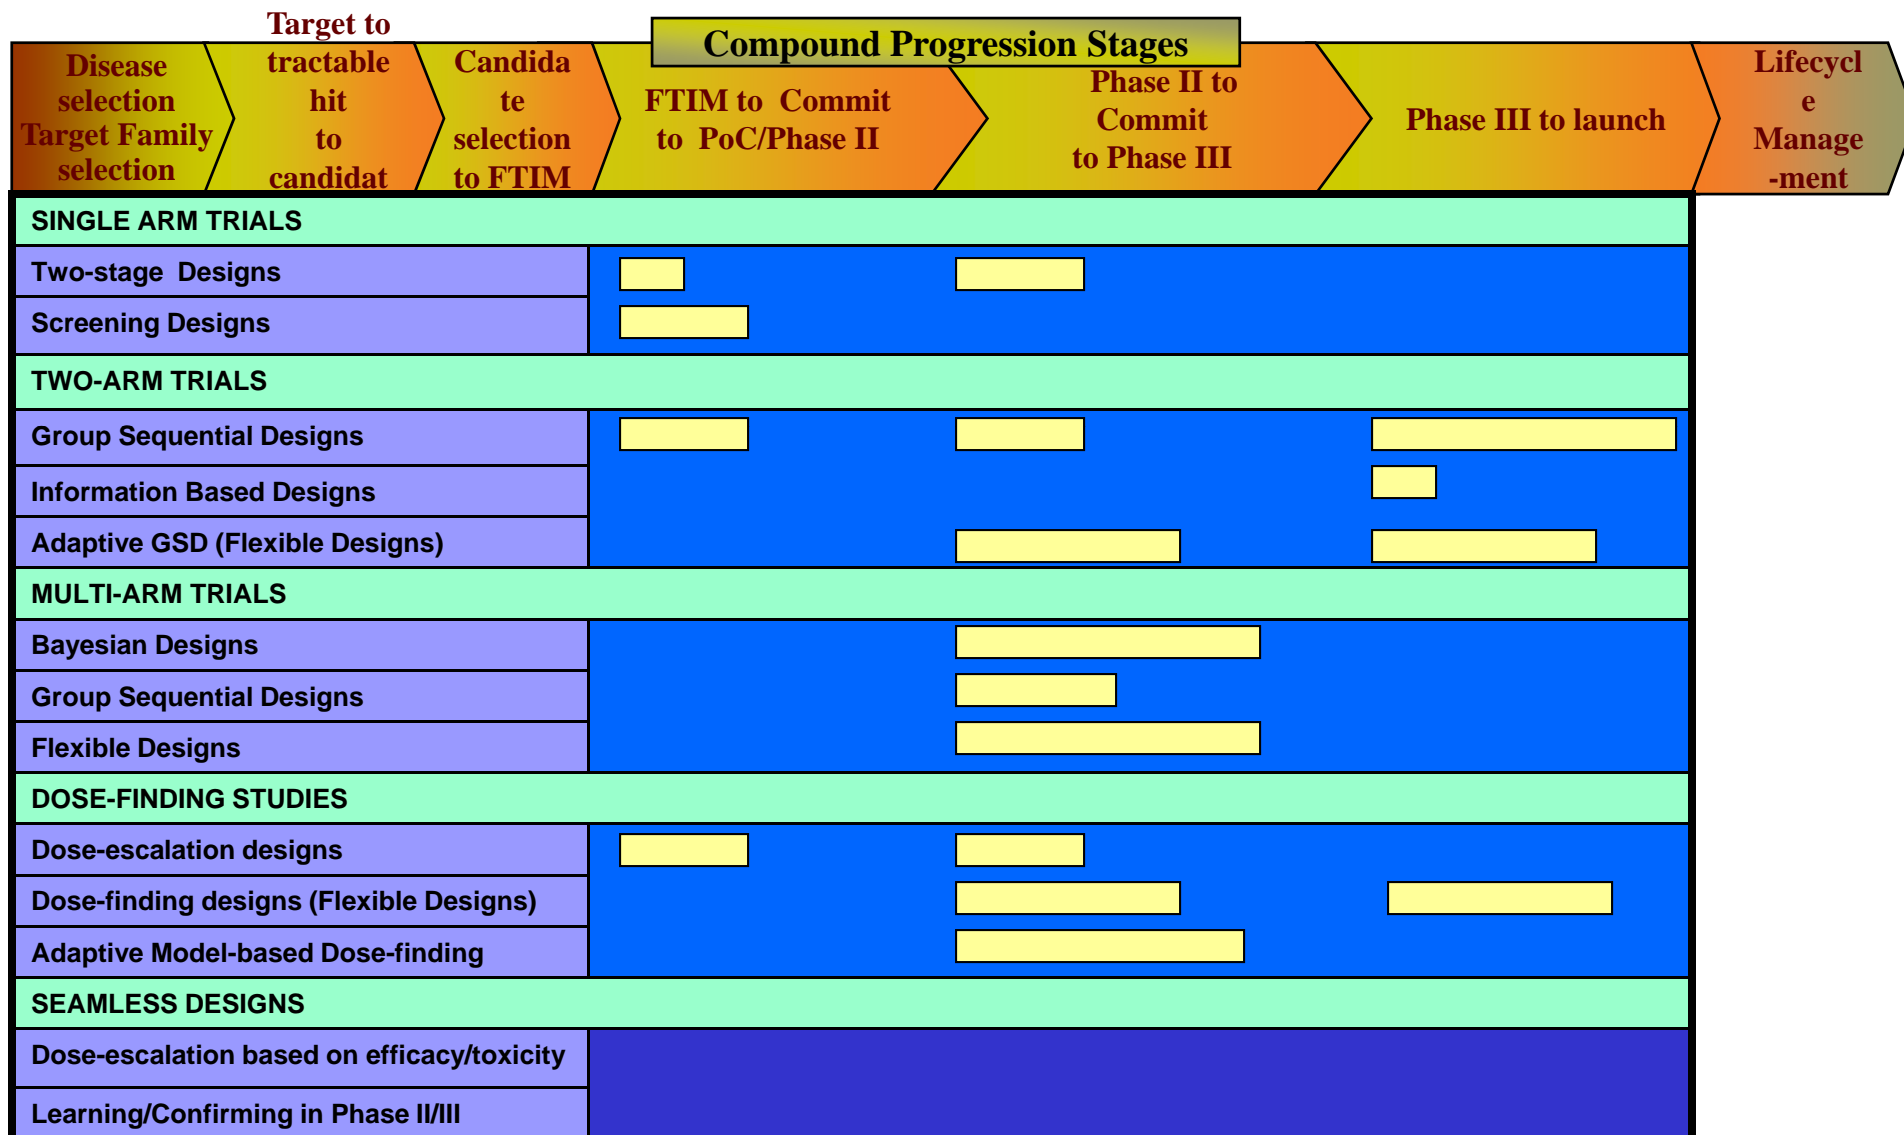 Compound Progression Stages
Disease
selection
Target Family
selection
Target to
tractable
hit
to
candidat
Candida
te
selection
to FTIM
FTIM to Commit
to PoC/Phase II
Phase II to
Commit
to Phase III
Phase III to launch
Lifecycl
e
Manage
-ment
SINGLE ARM TRIALS
Two-stage Designs
Screening Designs
TWO-ARM TRIALS
Group Sequential Designs
Information Based Designs
Adaptive GSD (Flexible Designs)
MULTI-ARM TRIALS
Bayesian Designs
Group Sequential Designs
Flexible Designs
DOSE-FINDING STUDIES
Dose-escalation designs
Dose-finding designs (Flexible Designs)
Adaptive Model-based Dose-finding
SEAMLESS DESIGNS
Dose-escalation based on efficacy/toxicity
Learning/Confirming in Phase II/III